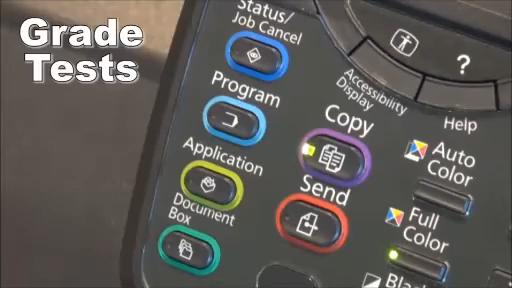 Grade
Tests
Status/
Job Cancel
Program
Application
Document
Box
Copy
Send
Accessibility
Display
?
Help
Auto
Color
Full
Color